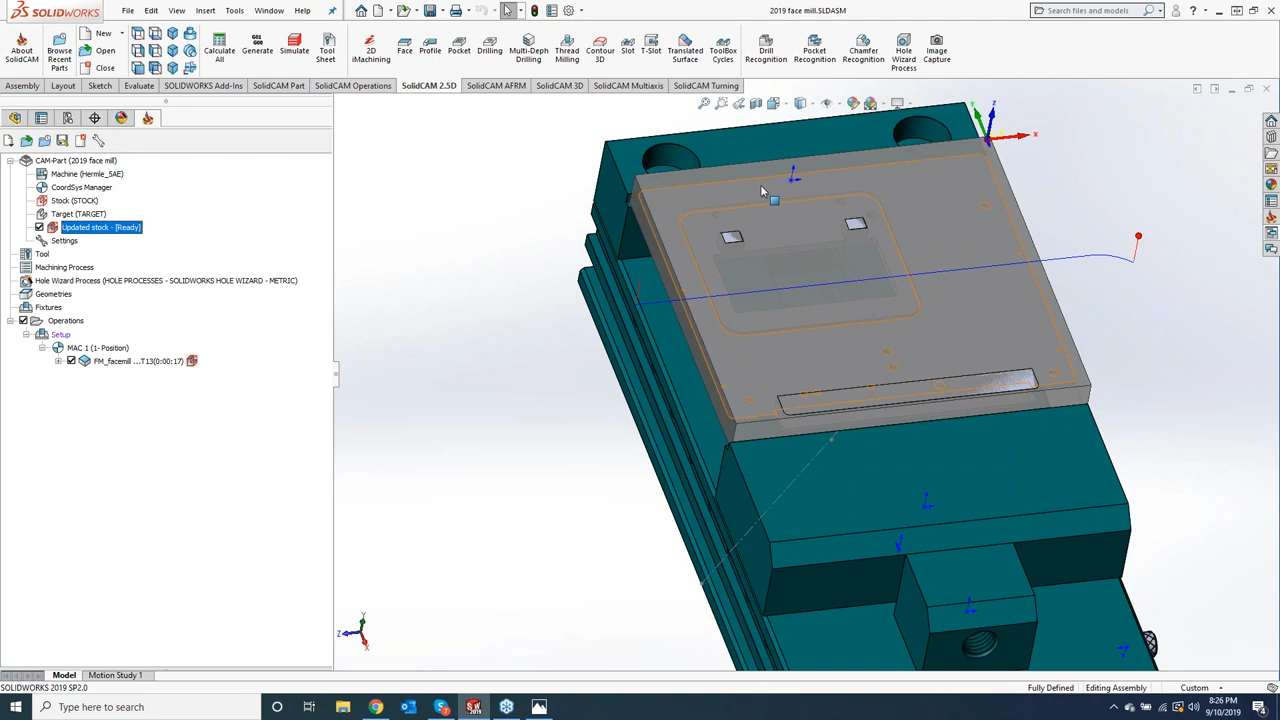 SOLIDWORKS
File Edit View Insert Tools Window Help
2019 face mill.SLDASM
Search files and models
About SolidCAM
Browse Recent Parts
New
Open
Close
Calculate All
Generate
Simulate
Tool Sheet
2D iMachining
Face
Profile
Pocket
Drilling
Multi-Depth Drilling
Thread Milling
Contour 3D
Slot
T-Slot
Translated Surface
ToolBox Cycles
Drill Recognition
Pocket Recognition
Chamfer Recognition
Hole Wizard Process
Image Capture
Assembly Layout Sketch Evaluate SOLIDWORKS Add-Ins SolidCAM Part SolidCAM Operations SolidCAM 2.5D SolidCAM AFRM SolidCAM 3D SolidCAM Multiaxis SolidCAM Turning
CAM-Part (2019 face mill)
Machine (Hermle_5AE)
CoordSys Manager
Stock (STOCK)
Target (TARGET)
Updated stock - [Ready]
Settings
Tool
Machining Process
Hole Wizard Process (HOLE PROCESSES - SOLIDWORKS HOLE WIZARD - METRIC)
Geometries
Fixtures
Operations
Setup
MAC 1 (1- Position)
FM_facemill ...T13(0:00:17)
Z
X
Y
Z
X
Model Motion Study 1
SOLIDWORKS 2019 SP2.0
Fully Defined Editing Assembly Custom
Type here to search
8:26 PM
9/10/2019